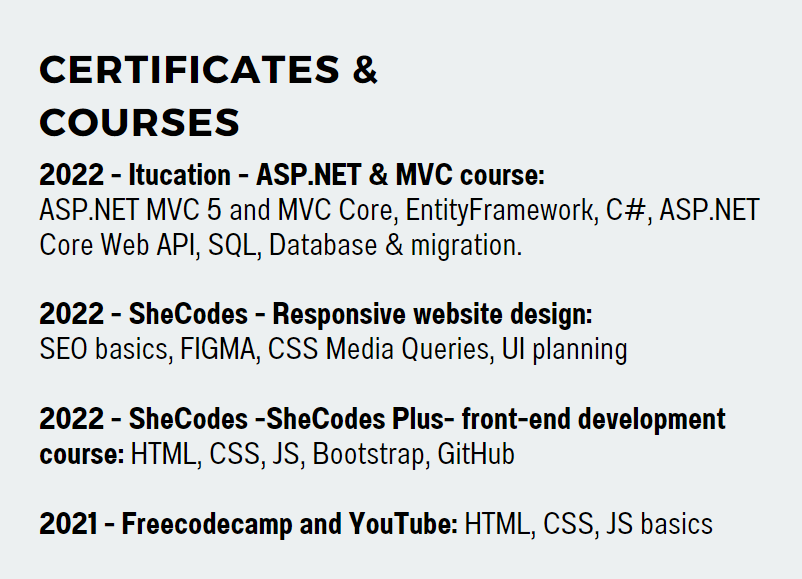 CERTIFICATES &
COURSES
2022 - Itucation - ASP.NET & MVC course:
ASP.NET MVC 5 and MVC Core, EntityFramework, C#, ASP.NET
Core Web API, SQL, Database & migration.
2022 - SheCodes - Responsive website design:
SEO basics, FIGMA, CSS Media Queries, UI planning
2022 - SheCodes -SheCodes Plus- front-end development
course: HTML, CSS, JS, Bootstrap, GitHub
2021 - Freecodecamp and YouTube: HTML, CSS, JS basics